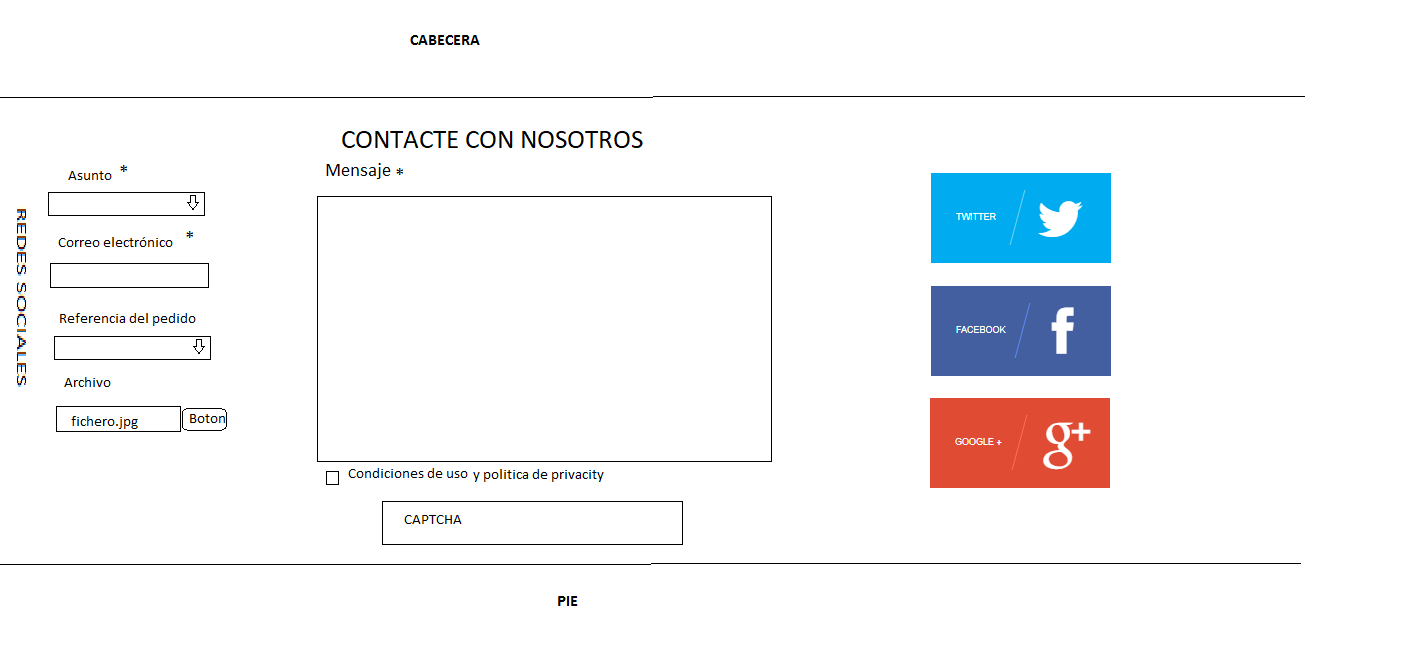 CABECERA
CONTACTE CON NOSOTROS
REDES SOCIALES
Asunto *
Correo electrónico *
Referencia del pedido
Archivo
fichero.jpg Boton
Mensaje *
Condiciones de uso y politica de privacity
CAPTCHA
TWITTER
FACEBOOK
f
GOOGLE +
g+
PIE